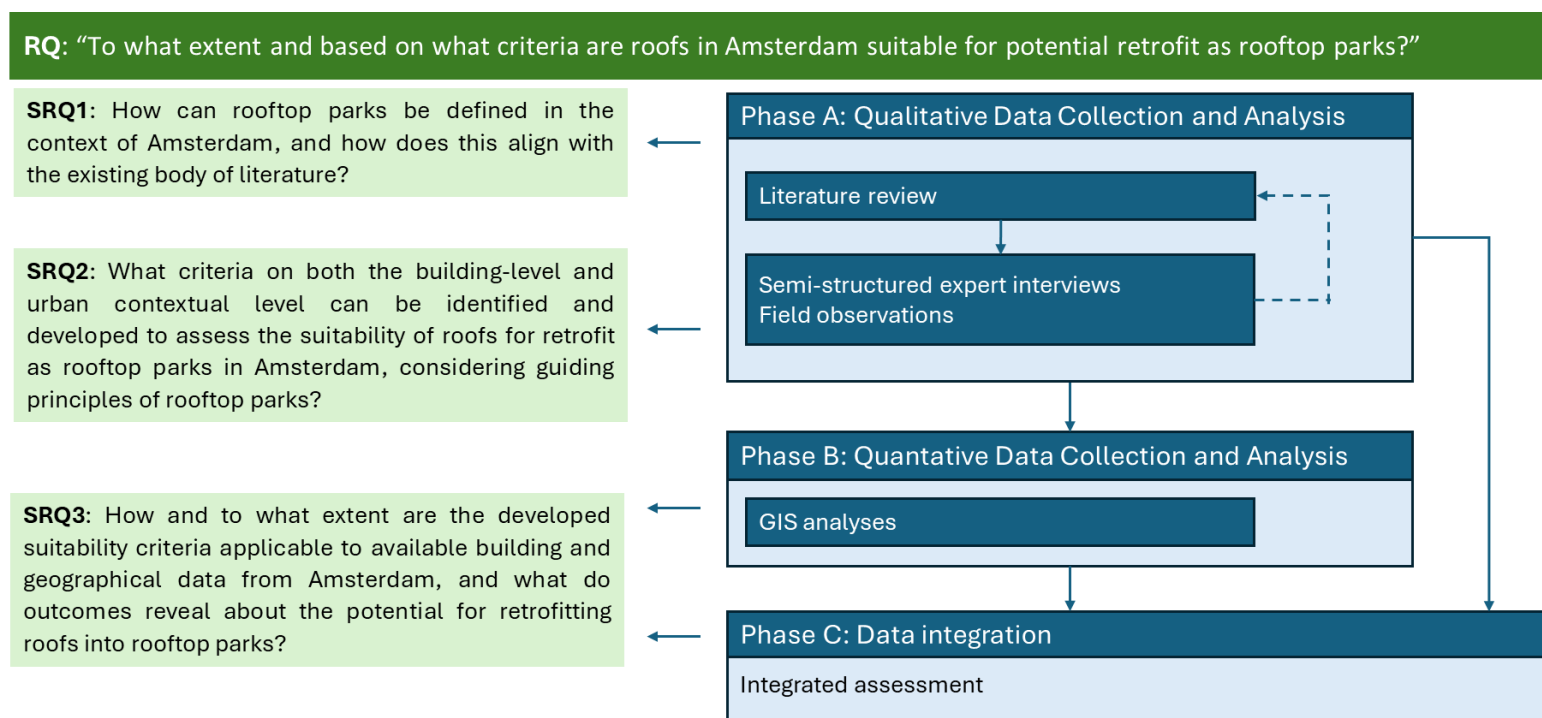 RQ: “To what extent and based on what criteria are roofs in Amsterdam suitable for potential retrofit as rooftop parks?”
SRQ1: How can rooftop parks be defined in the
context of Amsterdam, and how does this align with
the existing body of literature?
SRQ2: What criteria on both the building-level and
urban contextual level can be identified and
developed to assess the suitability of roofs for retrofit
as rooftop parks in Amsterdam, considering guiding
principles of rooftop parks?
SRQ3: How and to what extent are the developed
suitability criteria applicable to available building and
geographical data from Amsterdam, and what do
outcomes reveal about the potential for retrofitting
roofs into rooftop parks?
Phase A: Qualitative Data Collection and Analysis
Literature review
Semi-structured expert interviews
Field observations
Phase B: Quantative Data Collection and Analysis
GIS analyses
Phase C: Data integration
Integrated assessment